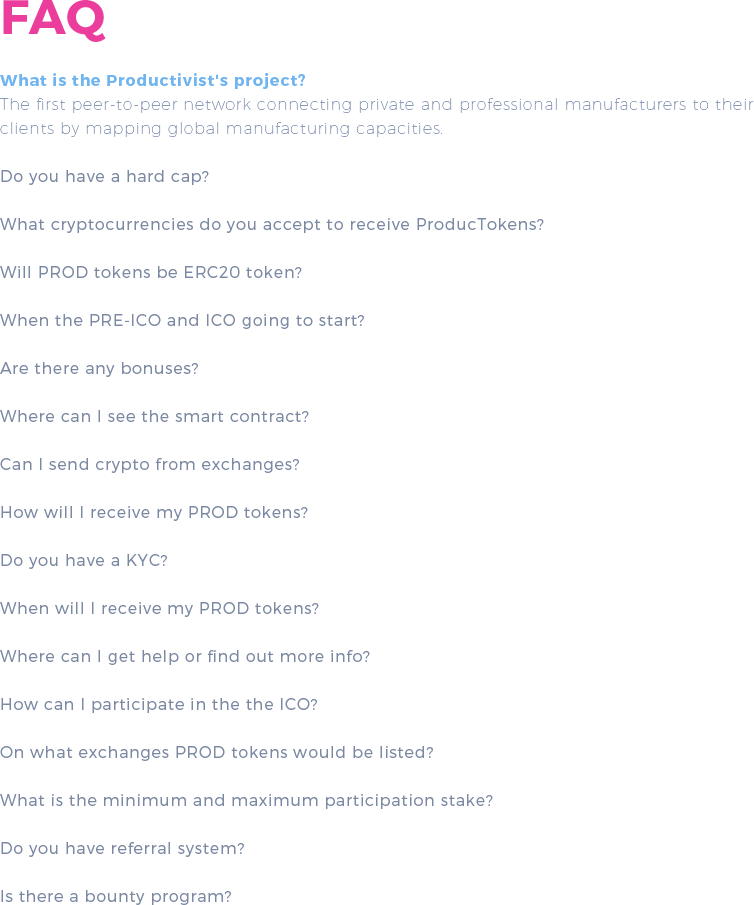 FAQ
What is the Productivist's project?
The first peer-to-peer network connecting private and professional manufacturers to their
clients by mapping global manufacturing capacities.
Do you have a hard cap?
What cryptocurrencies do you accept to receive ProducTokens?
Will PROD tokens be ERC20 token?
When the PRE-ICO and ICO going to start?
Are there any bonuses?
Where can I see the smart contract?
Can I send crypto from exchanges?
How will I receive my PROD tokens?
Do you have a KYC?
When will I receive my PROD tokens?
Where can I get help or find out more info?
How can I participate in the the ICO?
On what exchanges PROD tokens would be listed?
What is the minimum and maximum participation stake?
Do you have referral system?
Is there a bounty program?